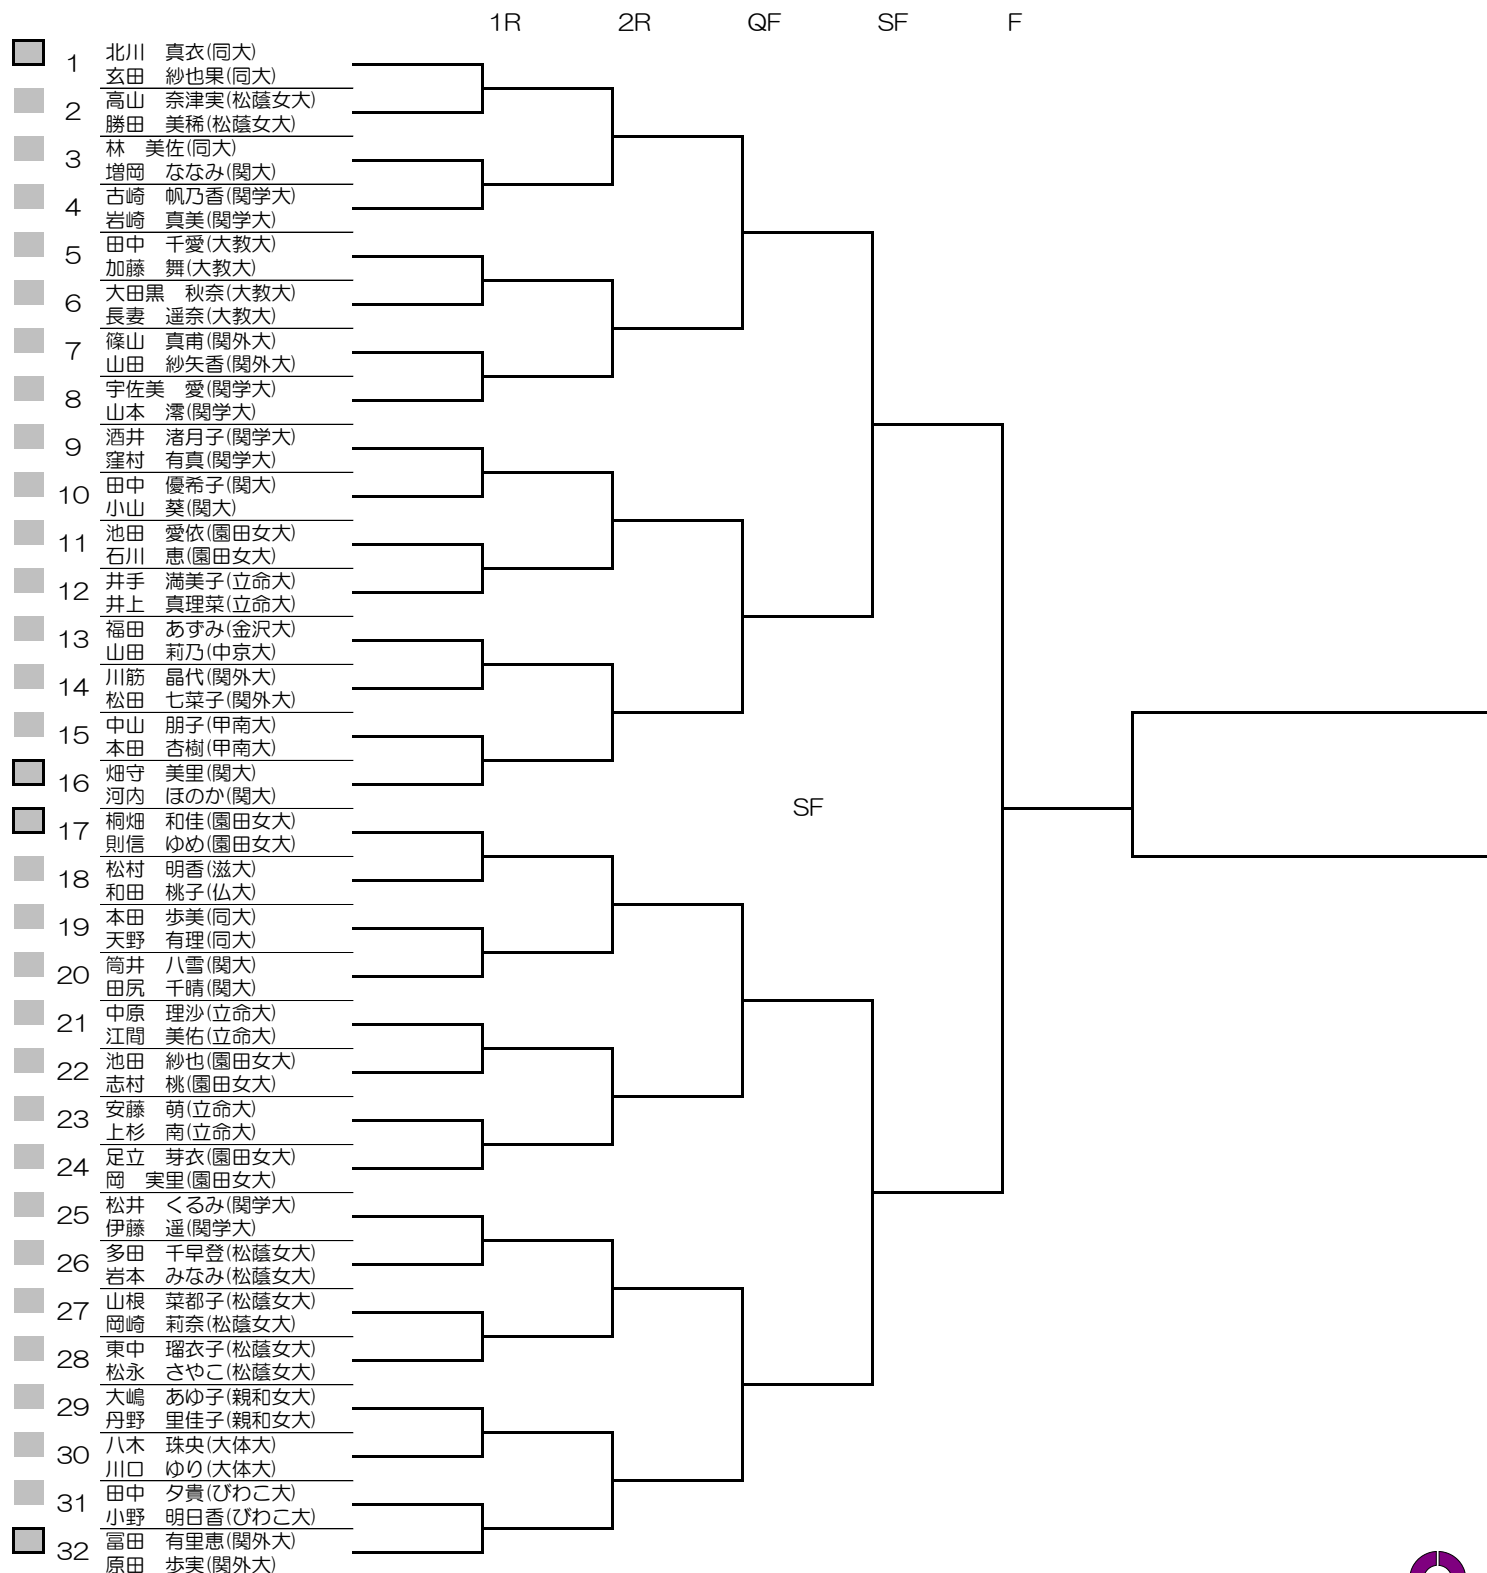 1R 2R QF SF F
1
北川　真衣(同大)
玄田　紗也果(同大)
2
高山　奈津実(松蔭女大)
勝田　美稀(松蔭女大)
3
林　美佐(同大)
増岡　ななみ(関大)
4
古崎　帆乃香(関学大)
岩崎　真美(関学大)
5
田中　千愛(大教大)
加藤　舞(大教大)
6
大田黒　秋奈(大教大)
長妻　遥奈(大教大)
7
篠山　真甫(関外大)
山田　紗矢香(関外大)
8
宇佐美　愛(関学大)
山本　澪(関学大)
9
酒井　渚月子(関学大)
窪村　有真(関学大)
10
田中　優希子(関大)
小山　葵(関大)
11
池田　愛依(園田女大)
石川　恵(園田女大)
12
井手　満美子(立命大)
井上　真理菜(立命大)
13
福田　あずみ(金沢大)
山田　莉乃(中京大)
14
川筋　晶代(関外大)
松田　七菜子(関外大)
15
中山　朋子(甲南大)
本田　杏樹(甲南大)
16
畑守　美里(関大)
河内　ほのか(関大)
SF
17
桐畑　和佳(園田女大)
則信　ゆめ(園田女大)
18
松村　明香(滋大)
和田　桃子(仏大)
19
本田　歩美(同大)
天野　有理(同大)
20
筒井　八雪(関大)
田尻　千晴(関大)
21
中原　理沙(立命大)
江間　美佑(立命大)
22
池田　紗也(園田女大)
志村　桃(園田女大)
23
安藤　萌(立命大)
上杉　南(立命大)
24
足立　芽衣(園田女大)
岡　実里(園田女大)
25
松井　くるみ(関学大)
伊藤　遥(関学大)
26
多田　千早登(松蔭女大)
岩本　みなみ(松蔭女大)
27
山根　菜都子(松蔭女大)
岡崎　莉奈(松蔭女大)
28
東中　瑠衣子(松蔭女大)
松永　さやこ(松蔭女大)
29
大嶋　あゆ子(親和女大)
丹野　里佳子(親和女大)
30
八木　珠央(大体大)
川口　ゆり(大体大)
31
田中　夕貴(びわこ大)
小野　明日香(びわこ大)
32
冨田　有里恵(関外大)
原田　歩実(関外大)